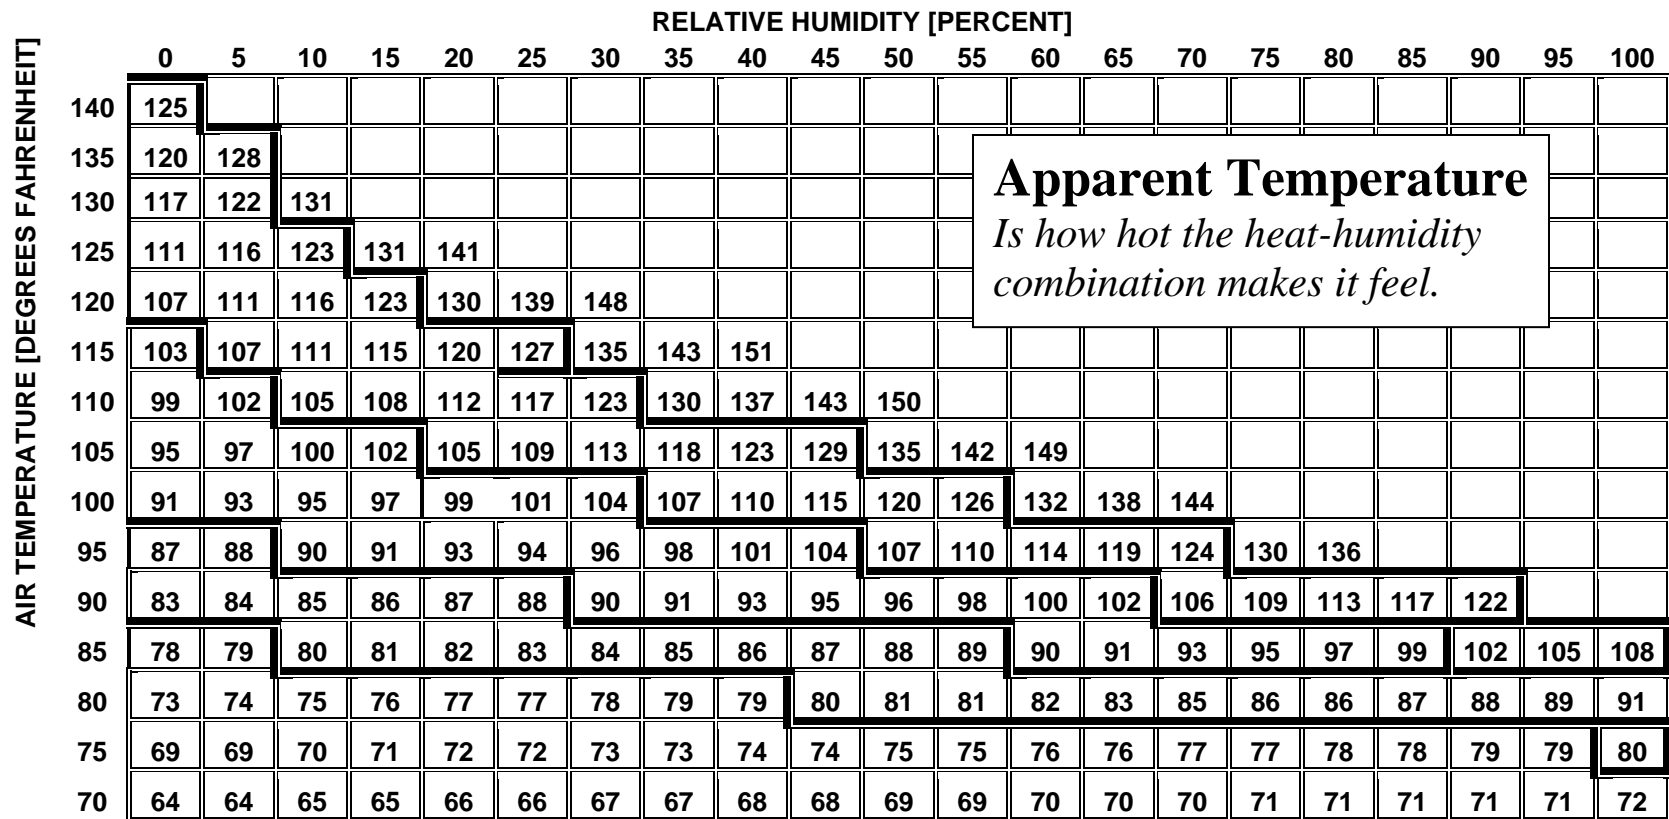 RELATIVE HUMIDITY [PERCENT]
AIR TEMPERATURE [DEGREES FAHRENHEIT]
0 5 10 15 20 25 30 35 40 45 50 55 60 65 70 75 80 85 90 95 100
140 125
135 120 128
130 117 122 131
125 111 116 123 131 141
120 107 111 116 123 130 139 148
115 103 107 111 115 120 127 135 143 151
110 99 102 105 108 112 117 123 130 137 143 150
105 95 97 100 102 105 109 113 118 123 129 135 142 149
100 91 93 95 97 99 101 104 107 110 115 120 126 132 138 144
95 87 88 90 91 93 94 96 98 101 104 107 110 114 119 124 130 136
90 83 84 85 86 87 88 90 91 93 95 96 98 100 102 106 109 113 117 122
85 78 79 80 81 82 83 84 85 86 87 88 89 90 91 93 95 97 99 102 105 108
80 73 74 75 76 77 77 78 79 79 80 81 81 82 83 85 86 86 87 88 89 91
75 69 69 70 71 72 72 73 73 74 74 75 75 76 76 77 77 78 78 79 79 80
70 64 64 65 65 66 66 67 67 68 68 69 69 70 70 70 71 71 71 71 71 72
Apparent Temperature
Is how hot the heat-humidity
combination makes it feel.